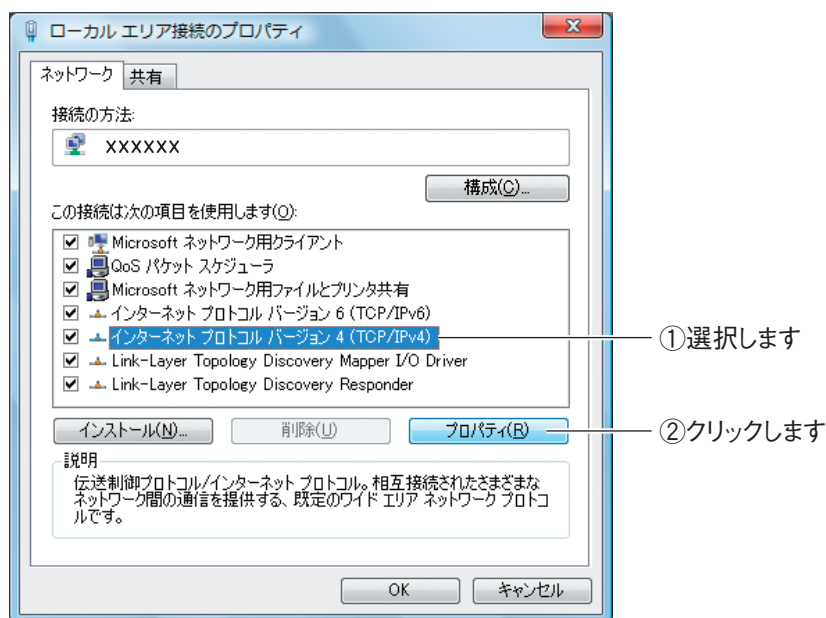 ローカル エリア接続のプロパティ
ネットワーク 共有
接続の方法:
XXXXXX
構成(C)...
この接続は次の項目を使用します(O):
Microsoft ネットワーク用クライアント
QoS パケット スケジューラ
Microsoft ネットワーク用ファイルとプリンタ共有
インターネット プロトコル バージョン 6 (TCP/IPv6)
インターネット プロトコル バージョン 4 (TCP/IPv4)
①選択します
Link-Layer Topology Discovery Mapper I/O Driver
Link-Layer Topology Discovery Responder
インストール(N)... 削除(U) プロパティ(R)
②クリックします
説明
伝送制御プロトコル/インターネット プロトコル。相互接続されたさまざまな
ネットワーク間の通信を提供する、既定のワイド エリア ネットワーク プロトコ
ルです。
OK キャンセル